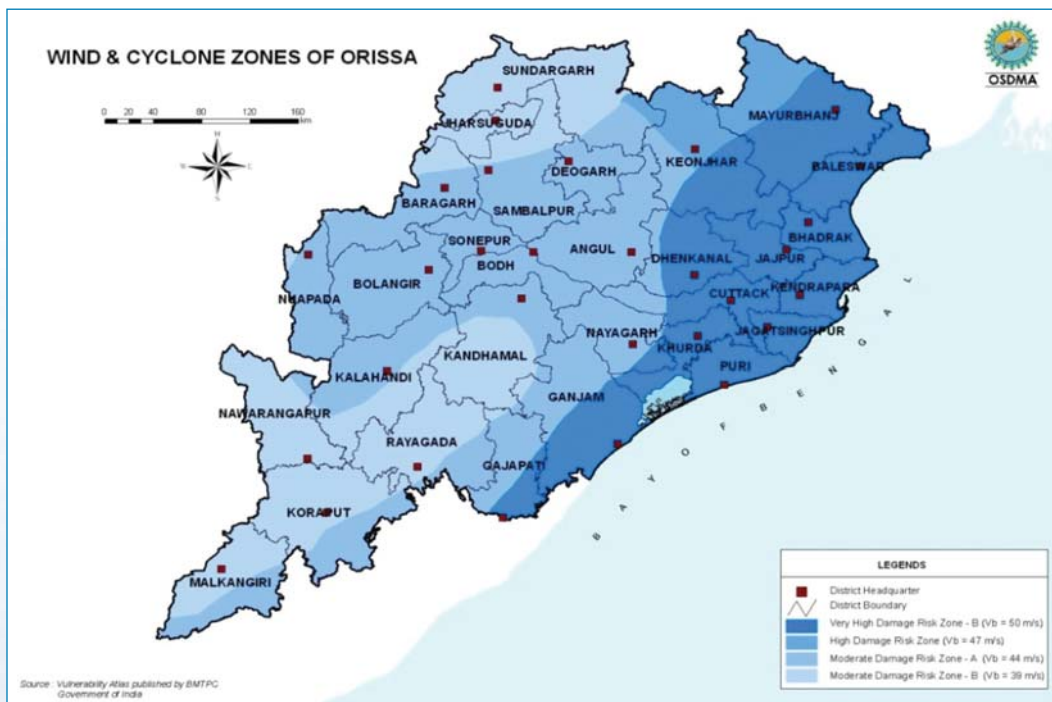 WIND & CYCLONE ZONES OF ORISSA
OSDMA
0 20 40 80 120 160
km
N
W E
S
SUNDARGARH
JHARSUGUDA
MAYURBHANJ
KEONJHAR
DEOGARH
BALESWAR
BARAGARH
SAMBALPUR
BHADRAK
SONEPUR
ANGUL
DHENKANAL
JAJPUR
BODH
BOLANGIR
KENDRAPARA
NUAPADA
CUTTACK
NAYAGARH
JAGATSINGHPUR
KHURDA
KANDHAMAL
PURI
KALAHANDI
GANJAM
NAWARANGAPUR
RAYAGADA
GAJAPATI
KORAPUT
MALKANGIRI
BAY OF BENGAL
LEGENDS
District Headquarter
District Boundary
Very High Damage Risk Zone - B (Vb = 50 m/s)
High Damage Risk Zone (Vb = 47 m/s)
Moderate Damage Risk Zone - A (Vb = 44 m/s)
Moderate Damage Risk Zone - B (Vb = 39 m/s)
Source : Vulnerability Atlas published by BMTPC
Government of India